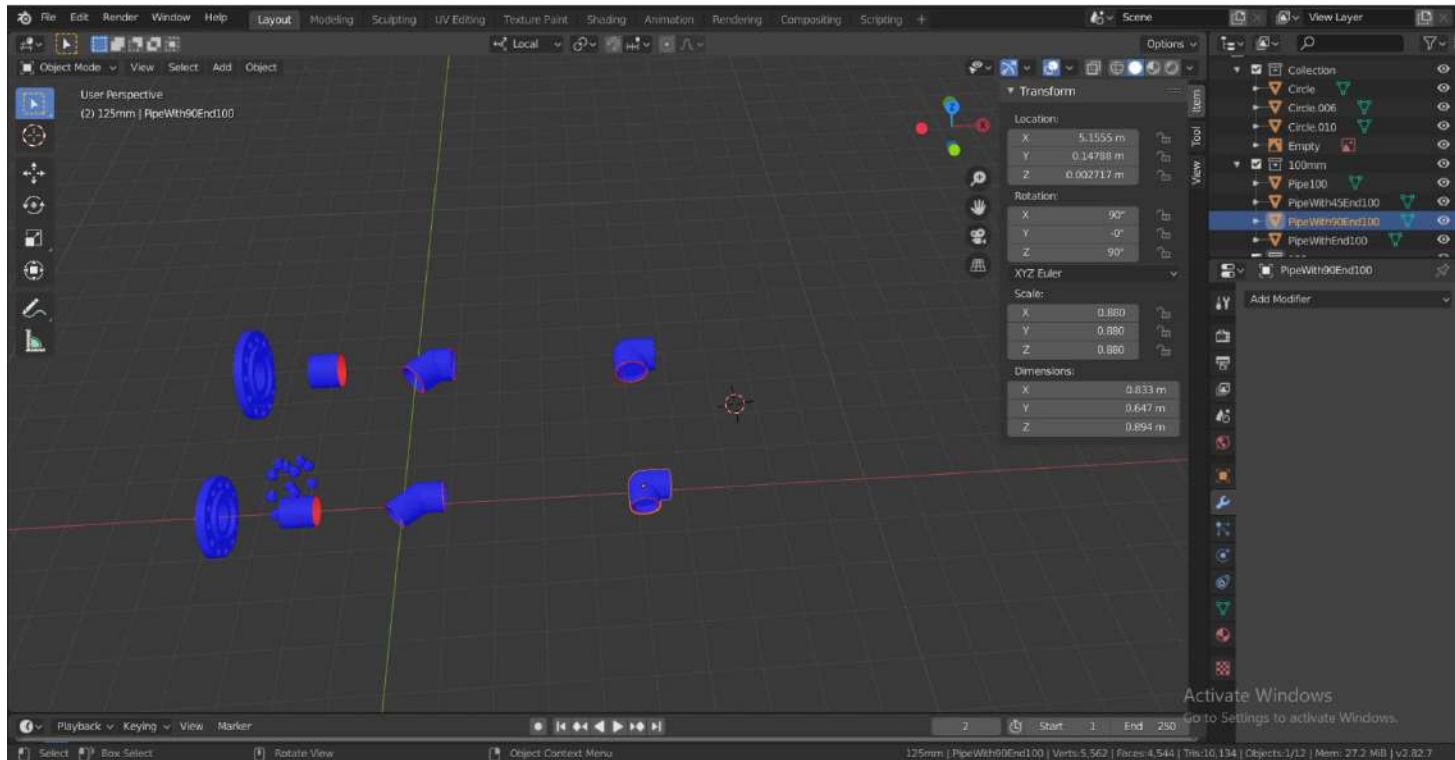 File Edit Render Window Help Layout Modeling Sculpting UV Editing Texture Paint Shading Animation Rendering Compositing Scripting + Scene View Layer
Local Options
Object Mode View Select Add Object
User Perspective
(2) 125mm | PipeWith90End100
Transform
Location:
X 5.1555 m
Y 0.14788 m
Z 0.002717 m
Rotation:
X 90°
Y -0°
Z 90°
XYZ Euler
Scale:
X 0.880
Y 0.880
Z 0.880
Dimensions:
X 0.833 m
Y 0.647 m
Z 0.894 m
Item
Tool
View
Z
X
Collection
Circle
Circle.006
Circle.010
Empty
100mm
Pipe100
PipeWith45End100
PipeWith90End100
PipeWithEnd100
PipeWith90End100
Add Modifier
Activate Windows
Go to Settings to activate Windows.
Playback Keying View Marker 2 Start 1 End 250
Select Box Select Rotate View Object Context Menu 125mm | PipeWith90End100 | Verts:5,562 | Faces:4,544 | Tris:10,134 | Objects:1/12 | Mem: 27.2 MiB | v2.82.7